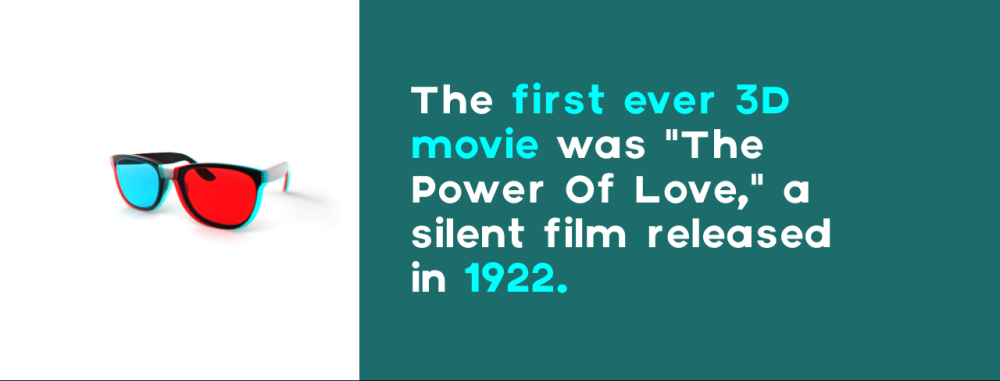 The first ever 3D
movie was "The
Power Of Love," a
silent film released
in 1922.